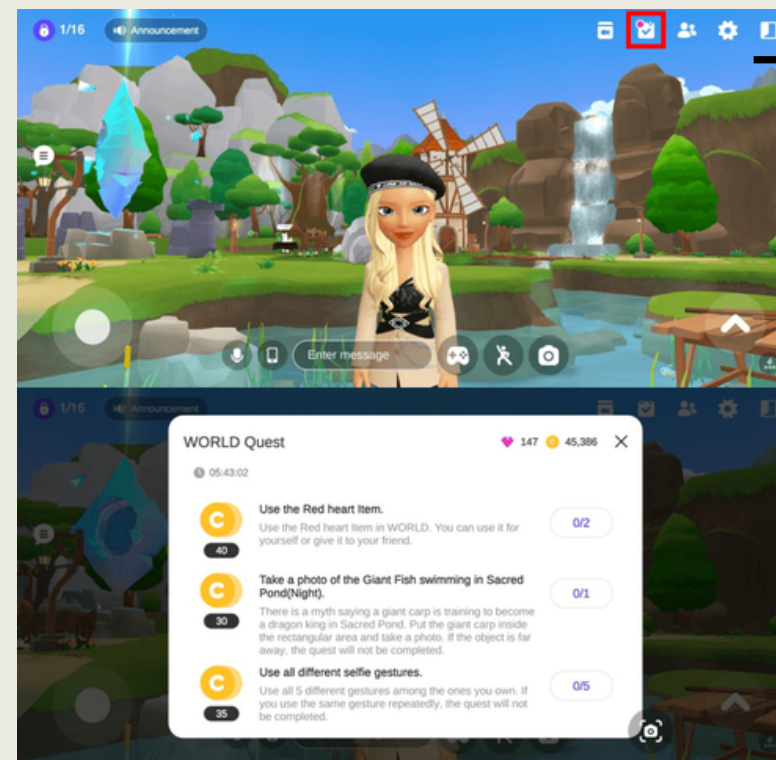 1/16 Announcement
Enter message
1/16 Announcement
WORLD Quest 147 C 45,386 X
05:43:02
C
40
Use the Red heart Item.
Use the Red heart Item in WORLD. You can use it for
yourself or give it to your friend.
0/2
C
30
Take a photo of the Giant Fish swimming in Sacred
Pond(Night).
There is a myth saying a giant carp is training to become
a dragon king in Sacred Pond. Put the giant carp inside
the rectangular area and take a photo. If the object is far
away, the quest will not be completed.
0/1
C
35
Use all different selfie gestures.
Use all 5 different gestures among the ones you own. If
you use the same gesture repeatedly, the quest will not
be completed.
0/5